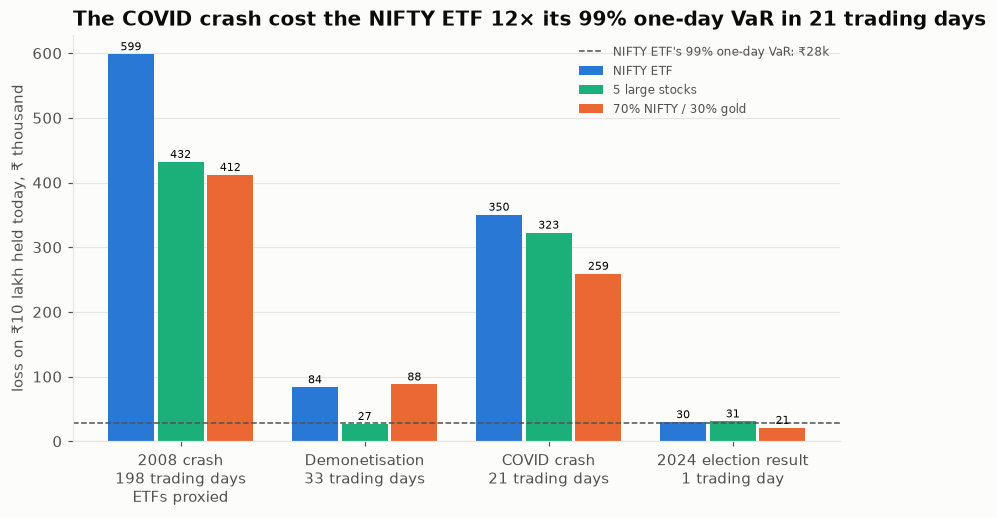 The COVID crash cost the NIFTY ETF 12× its 99% one-day VaR in 21 trading days
loss on ₹10 lakh held today, ₹ thousand
600
500
400
300
200
100
0
NIFTY ETF's 99% one-day VaR: ₹28k
NIFTY ETF
5 large stocks
70% NIFTY / 30% gold
599
432
412
84
27
88
350
323
259
30
31
21
2008 crash
198 trading days
ETFs proxied
Demonetisation
33 trading days
COVID crash
21 trading days
2024 election result
1 trading day